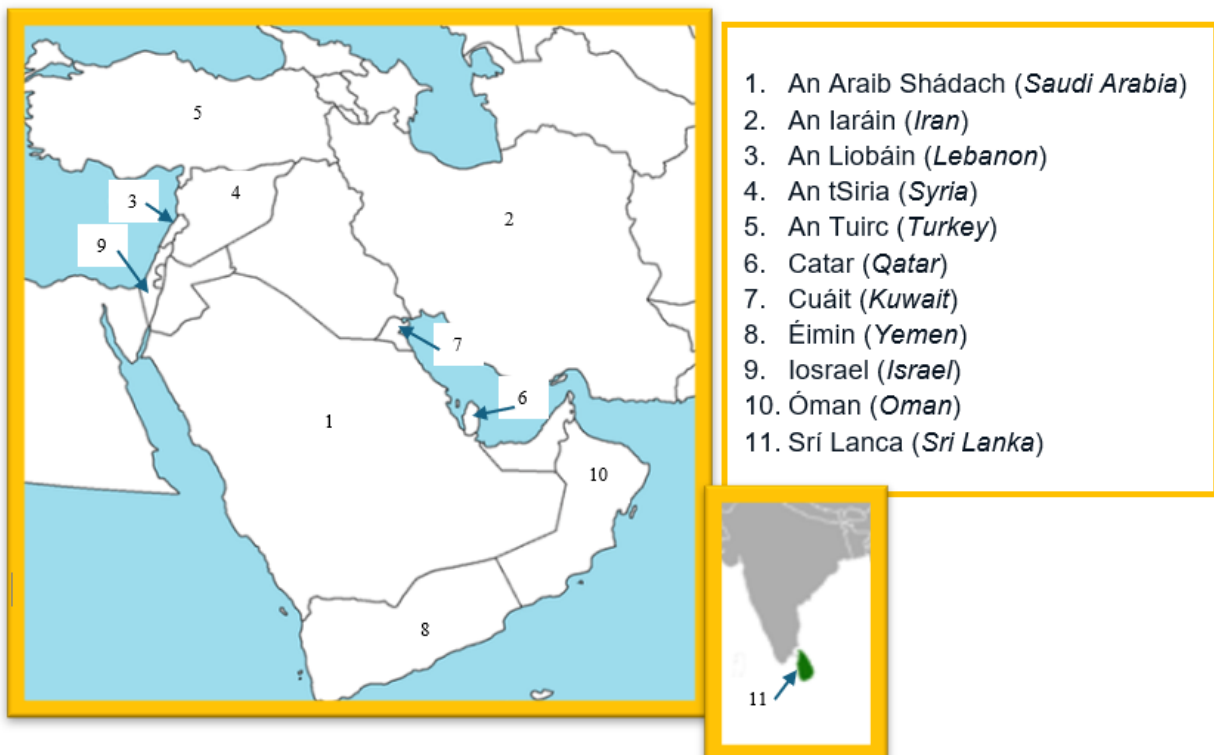 5
4
3
2
9
7
6
1
10
8
1. An Araib Shádach (Saudi Arabia)
2. An Iaráin (Iran)
3. An Liobáin (Lebanon)
4. An tSiria (Syria)
5. An Tuirc (Turkey)
6. Catar (Qatar)
7. Cuáit (Kuwait)
8. Éimin (Yemen)
9. Iosrael (Israel)
10. Óman (Oman)
11. Srí Lanca (Sri Lanka)
11